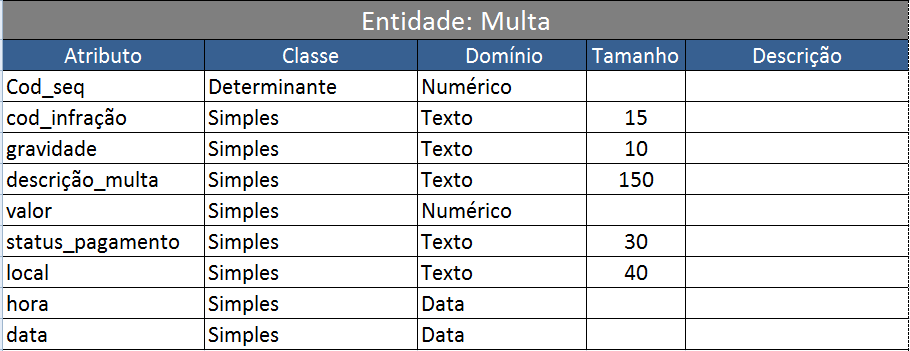 Entidade: Multa
Atributo Classe Domínio Tamanho Descrição
Cod_seq Determinante Numérico
cod_infração Simples Texto 15
gravidade Simples Texto 10
descrição_multa Simples Texto 150
valor Simples Numérico
status_pagamento Simples Texto 30
local Simples Texto 40
hora Simples Data
data Simples Data